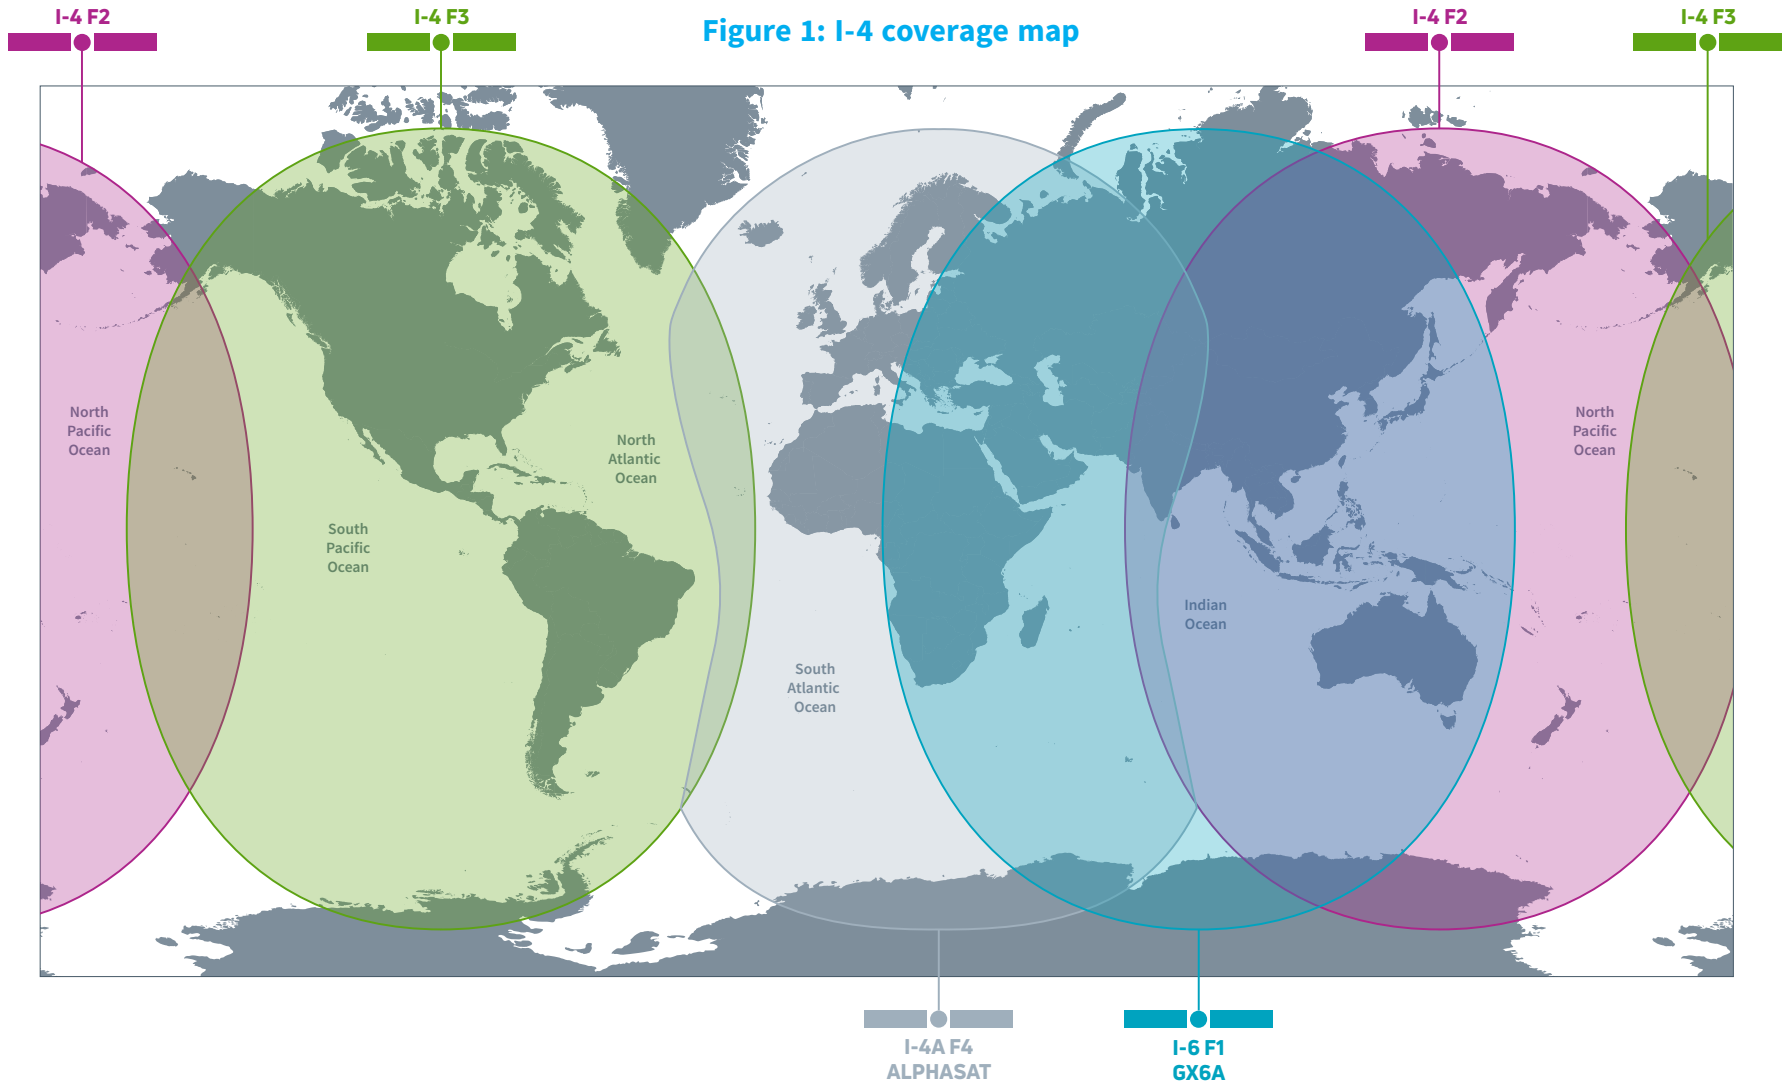 I-4 F2
I-4 F3
Figure 1: I-4 coverage map
I-4 F2
I-4 F3
North
Pacific
Ocean
North
Atlantic
Ocean
South
Pacific
Ocean
North
Pacific
Ocean
Indian
Ocean
South
Atlantic
Ocean
I-4A F4
ALPHASAT
I-6 F1
GX6A